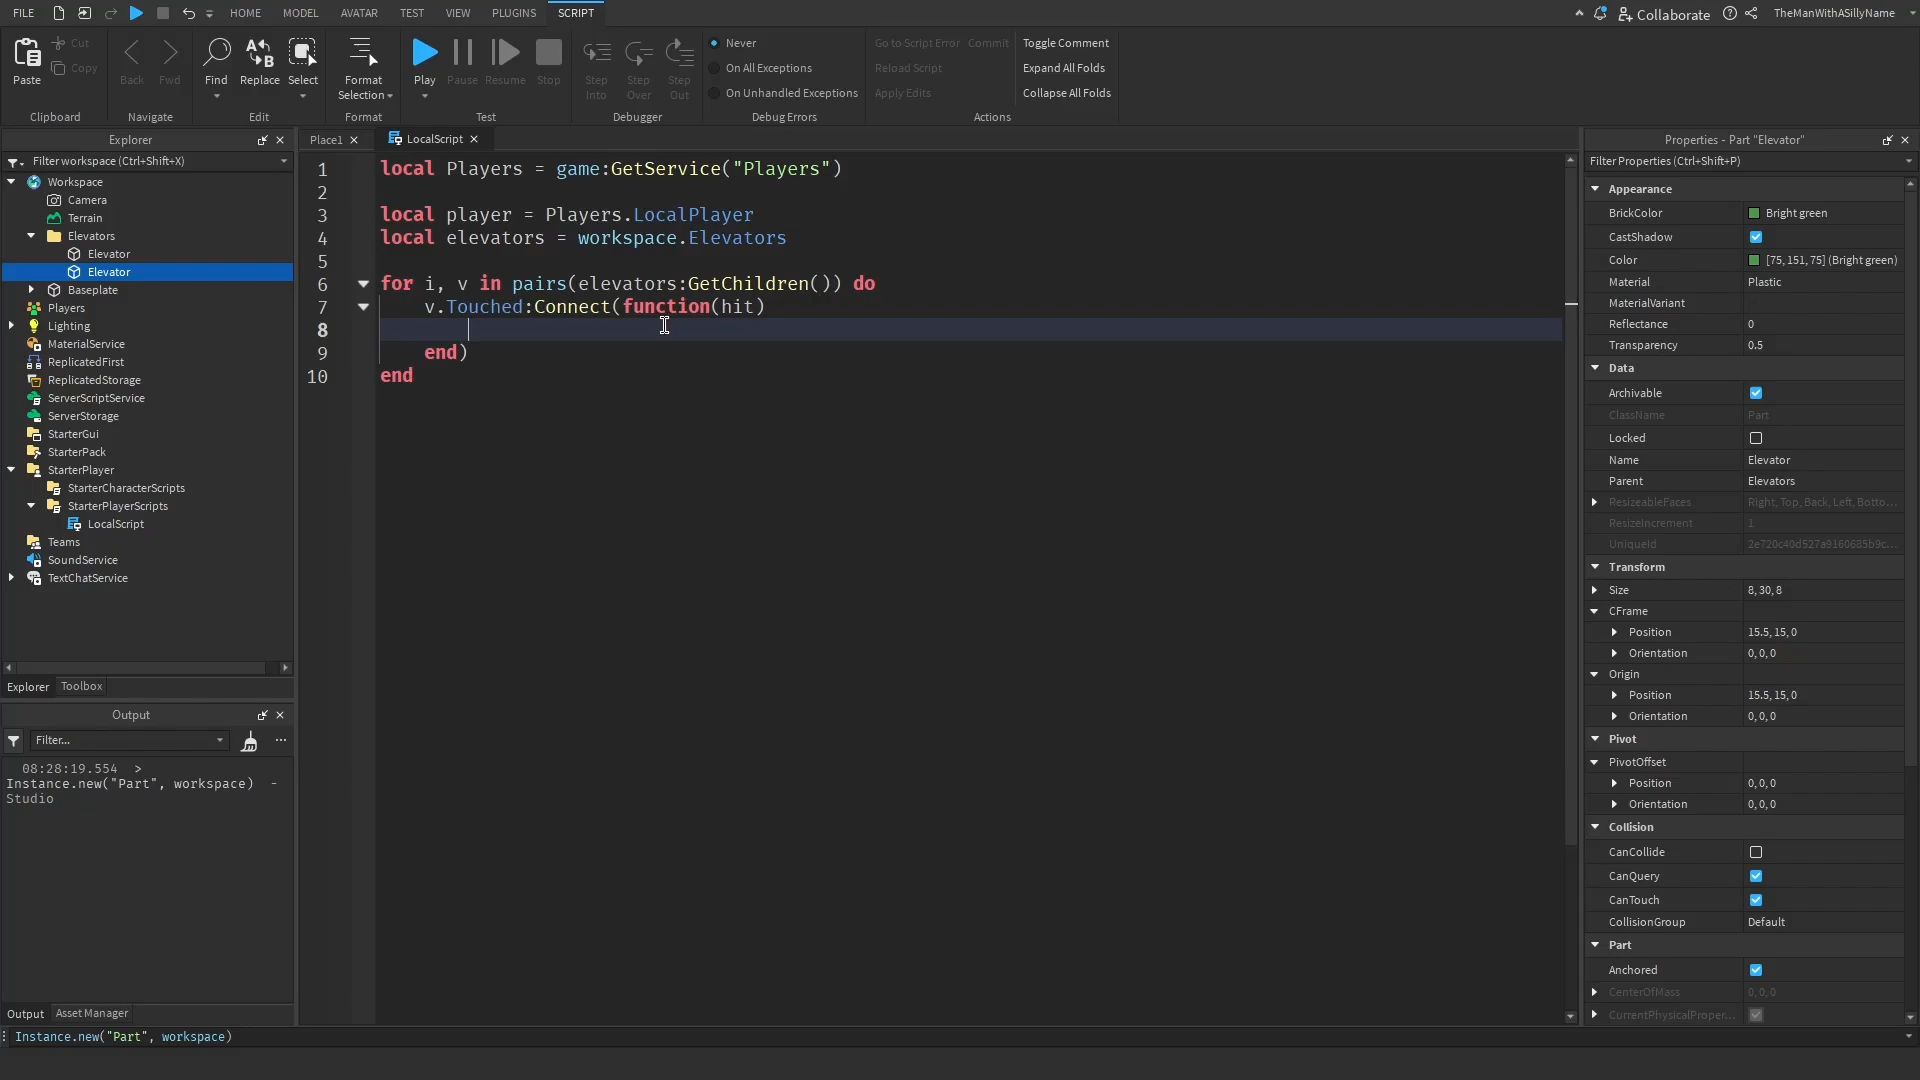 FILE HOME MODEL AVATAR TEST VIEW PLUGINS SCRIPT Collaborate TheManWithASillyName
Paste Cut Copy
Clipboard
Back Fwd
Navigate
Find Replace Select
Edit
Format Selection
Format
Play Pause Resume Stop
Test
Step Into Step Over Step Out
Debugger
Never
On All Exceptions
On Unhandled Exceptions
Debug Errors
Go to Script Error Commit
Reload Script
Apply Edits
Toggle Comment
Expand All Folds
Collapse All Folds
Actions
Explorer
Filter workspace (Ctrl+Shift+X)
Workspace
Camera
Terrain
Elevators
Elevator
Elevator
Baseplate
Players
Lighting
MaterialService
ReplicatedFirst
ReplicatedStorage
ServerScriptService
ServerStorage
StarterGui
StarterPack
StarterPlayer
StarterCharacterScripts
StarterPlayerScripts
LocalScript
Teams
SoundService
TextChatService
Explorer Toolbox
Output
Filter...
08:28:19.554 >
Instance.new("Part", workspace) -
Studio
Output Asset Manager
Instance.new("Part", workspace)
Place1 LocalScript
1 local Players = game:GetService("Players")
2
3 local player = Players.LocalPlayer
4 local elevators = workspace.Elevators
5
6 for i, v in pairs(elevators:GetChildren()) do
7 v.Touched:Connect(function(hit)
8
9 end)
10 end
Properties - Part "Elevator"
Filter Properties (Ctrl+Shift+P)
Appearance
BrickColor Bright green
CastShadow
Color [75, 151, 75] (Bright green)
Material Plastic
MaterialVariant
Reflectance 0
Transparency 0.5
Data
Archivable
ClassName Part
Locked
Name Elevator
Parent Elevators
ResizeableFaces Right, Top, Back, Left, Botto...
ResizeIncrement 1
UniqueId 2e720c40d527a9160685b9c...
Transform
Size 8, 30, 8
CFrame
Position 15.5, 15, 0
Orientation 0, 0, 0
Origin
Position 15.5, 15, 0
Orientation 0, 0, 0
Pivot
PivotOffset
Position 0, 0, 0
Orientation 0, 0, 0
Collision
CanCollide
CanQuery
CanTouch
CollisionGroup Default
Part
Anchored
CenterOfMass 0, 0, 0
CurrentPhysicalProper...